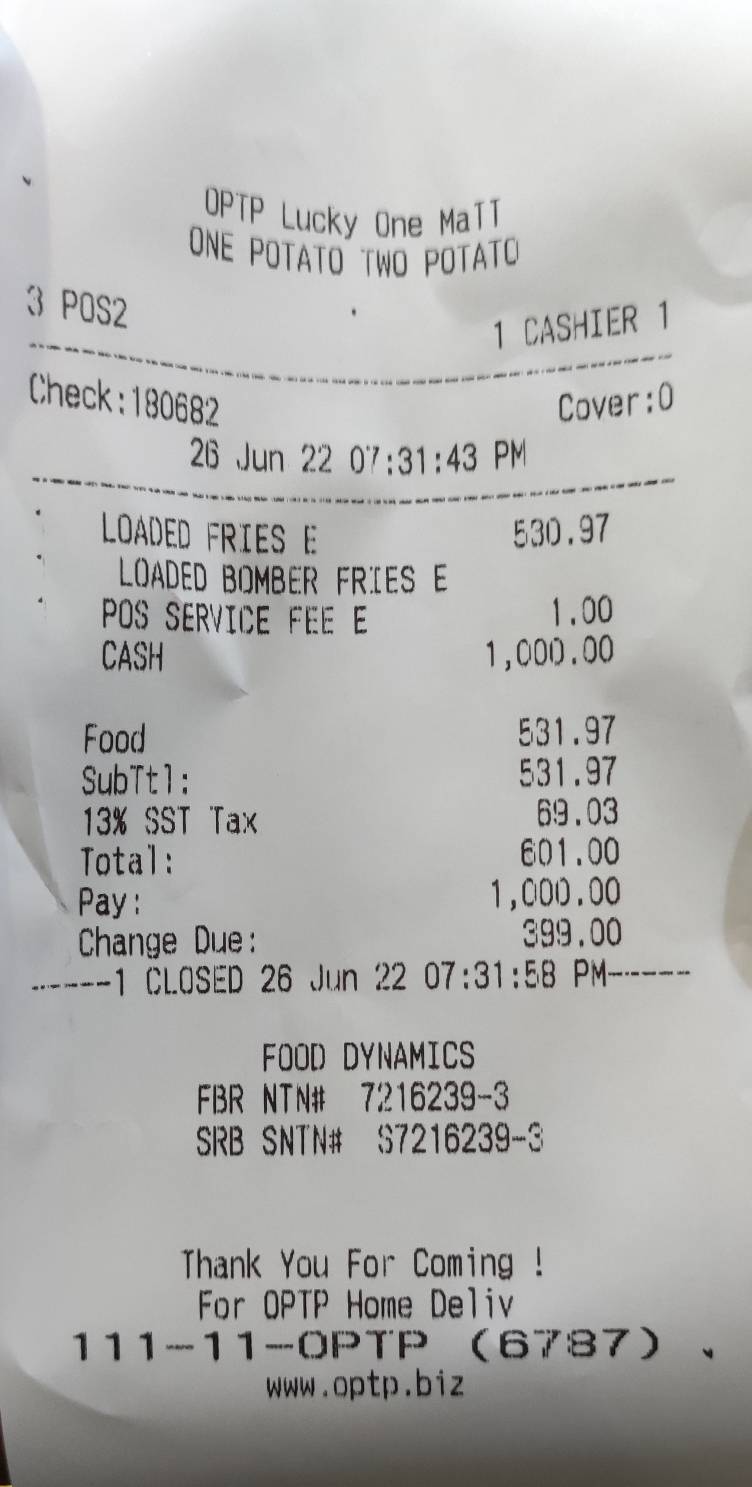 OPTP Lucky One Mall
ONE POTATO TWO POTATO
3 POS2 1 CASHIER 1
Check:180682 Cover:0
26 Jun 22 07:31:43 PM
LOADED FRIES E 530.97
LOADED BOMBER FRIES E
POS SERVICE FEE E 1.00
CASH 1,000.00
Food 531.97
SubTtl: 531.97
13% SST Tax 69.03
Total: 601.00
Pay: 1,000.00
Change Due: 399.00
------1 CLOSED 26 Jun 22 07:31:58 PM------
FOOD DYNAMICS
FBR NTN# 7216239-3
SRB SNTN# S7216239-3
Thank You For Coming !
For OPTP Home Deliv
111-11-OPTP (6787)
www.optp.biz